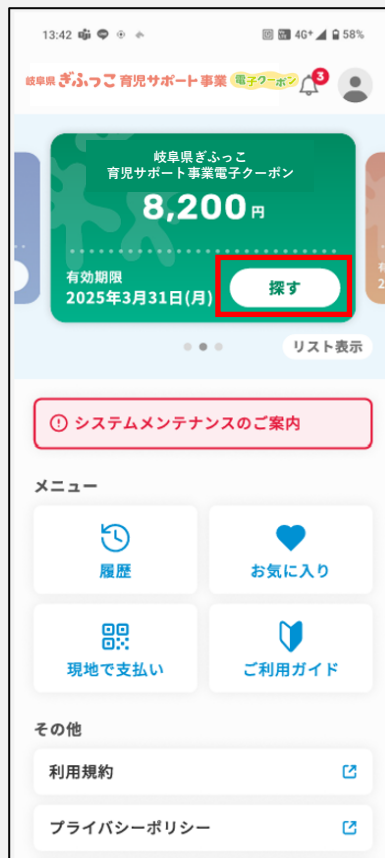 13:42
4G+ 58%
岐阜県 ぎふっこ 育児サポート事業 電子クーポン
3
岐阜県ぎふっこ
育児サポート事業電子クーポン
8,200 円
有効期限
2025年3月31日(月)
探す
リスト表示
システムメンテナンスのご案内
メニュー
履歴
お気に入り
現地で支払い
ご利用ガイド
その他
利用規約
プライバシーポリシー